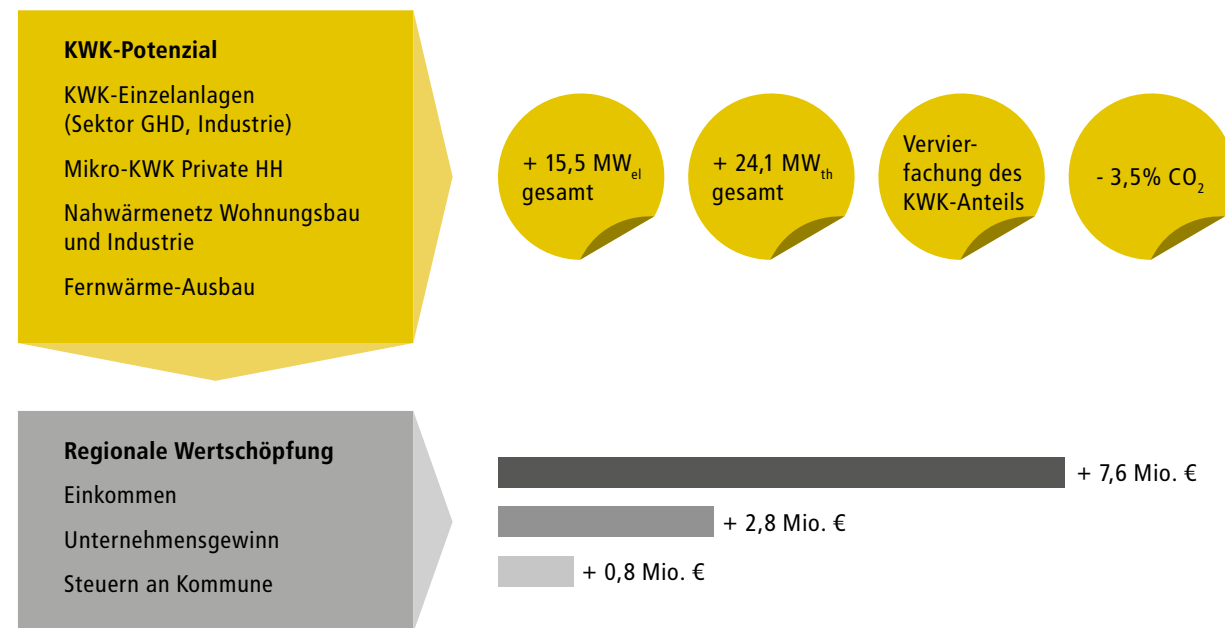 KWK-Potenzial
KWK-Einzelanlagen
(Sektor GHD, Industrie)
Mikro-KWK Private HH
Nahwärmenetz Wohnungsbau
und Industrie
Fernwärme-Ausbau
+ 15,5 MWel
gesamt
+ 24,1 MWth
gesamt
Vervier-
fachung des
KWK-Anteils
- 3,5% CO2
Regionale Wertschöpfung
Einkommen
Unternehmensgewinn
Steuern an Kommune
+ 7,6 Mio. €
+ 2,8 Mio. €
+ 0,8 Mio. €